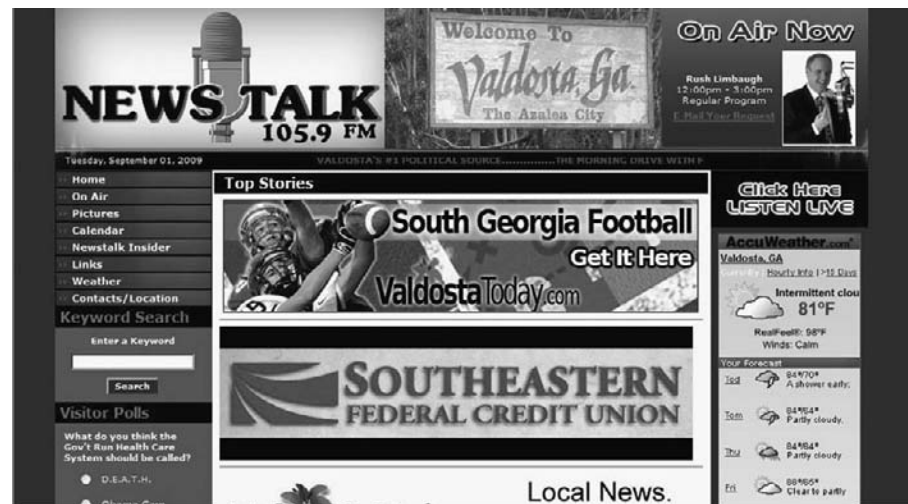 NEWS TALK
105.9 FM
Welcome To
Valdosta, Ga.
The Azalea City
On Air Now
Rush Limbaugh
12:00pm - 3:00pm
Regular Program
E-Mail Your Request
Tuesday, September 01, 2009
VALDOSTA'S #1 POLITICAL SOURCE...............THE MORNING DRIVE WITH
Home
On Air
Pictures
Calendar
Newstalk Insider
Links
Weather
Contacts/Location
Keyword Search
Enter a Keyword
Search
Visitor Polls
What do you think the
Gov't Run Health Care
System should be called?
D.E.A.T.H.
Top Stories
South Georgia Football
Get It Here
ValdostaToday.com
SOUTHEASTERN
FEDERAL CREDIT UNION
Local News.
Click Here
LISTEN LIVE
AccuWeather.com
Valdosta, GA
Currently Hourly Info | >15 Days
Intermittent clou
81°F
RealFeel®: 98°F
Winds: Calm
Your Forecast
Tod
84°/70°
A shower early;
Tom
84°/64°
Partly cloudy.
Thu
84°/64°
Partly cloudy
Fri
Clear to partly